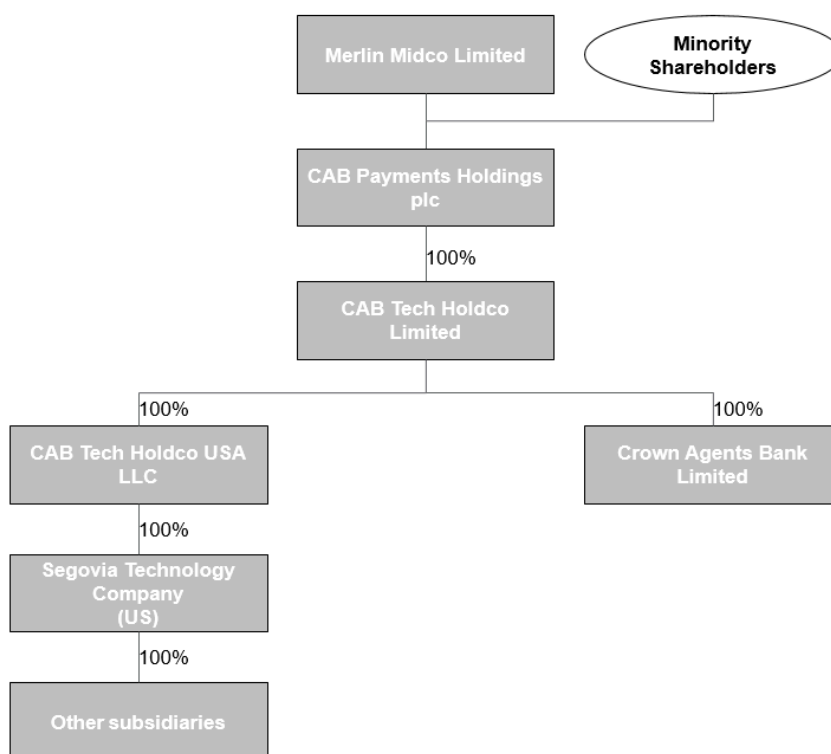 Merlin Midco Limited
Minority
Shareholders
CAB Payments Holdings
plc
100%
CAB Tech Holdco
Limited
100%
100%
CAB Tech Holdco USA
LLC
Crown Agents Bank
Limited
100%
Segovia Technology
Company
(US)
100%
Other subsidiaries